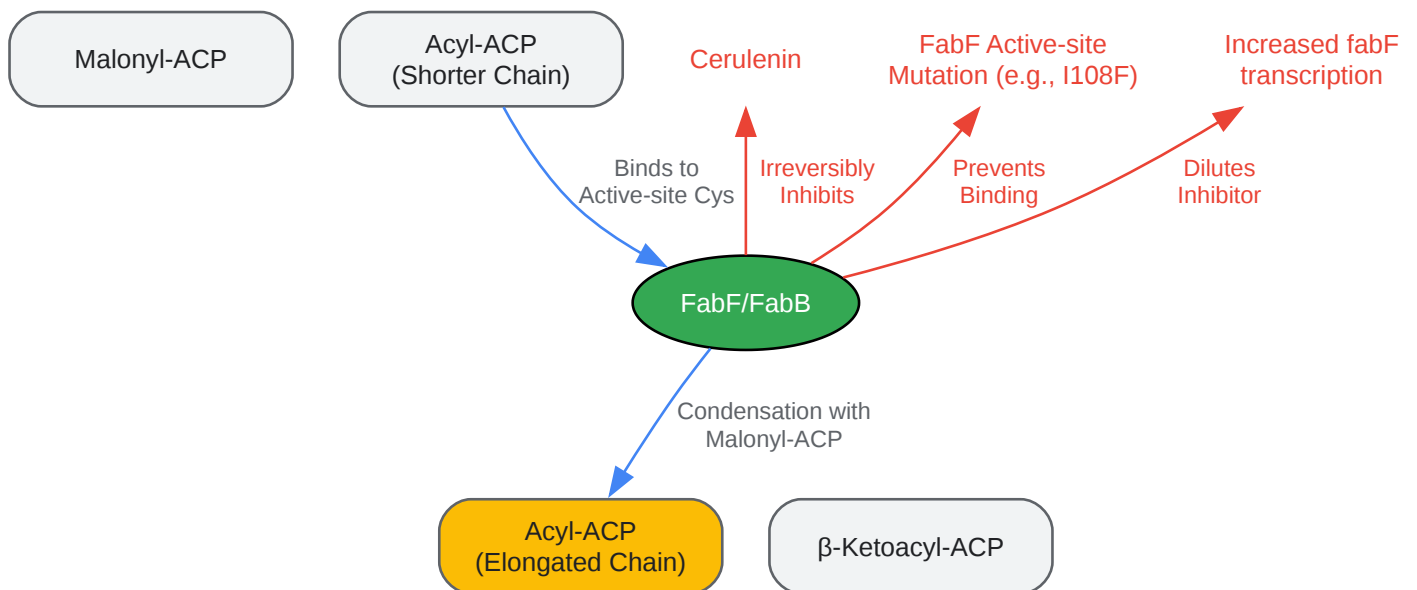 Malonyl-ACP
Acyl-ACP
(Shorter Chain)
Cerulenin
FabF Active-site
Mutation (e.g., I108F)
Increased fabF
transcription
Binds to
Active-site Cys
Irreversibly
Inhibits
Prevents
Binding
Dilutes
Inhibitor
FabF/FabB
Condensation with
Malonyl-ACP
Acyl-ACP
(Elongated Chain)
β-Ketoacyl-ACP